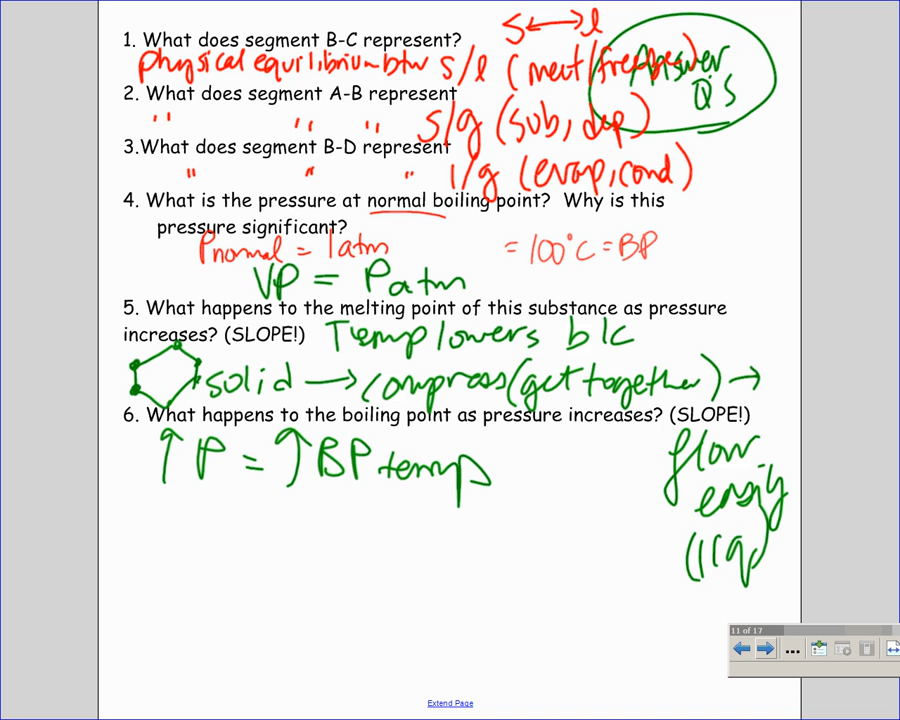 1. What does segment B-C represent?
s ↔ l
physical equilibrium btw s/l (melt/freeze)
Answer
Qs
2. What does segment A-B represent
" " " s/g (sub, dep)
3.What does segment B-D represent
" " " l/g (evap, cond)
4. What is the pressure at normal boiling point? Why is this
pressure significant?
Pnormal = 1atm = 100°C = BP
VP = Patm
5. What happens to the melting point of this substance as pressure
increases? (SLOPE!) Temp lowers b/c
solid → compress (get together) →
6. What happens to the boiling point as pressure increases? (SLOPE!)
flow
easily
(liq)
↑ P = ↑ BP temp
11 of 17
...
Extend Page